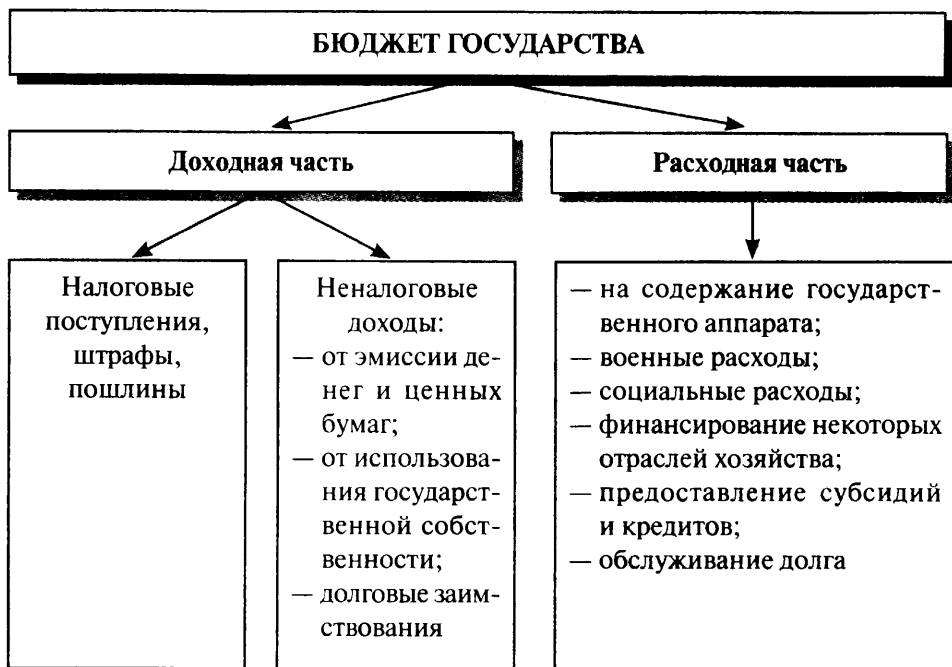 БЮДЖЕТ ГОСУДАРСТВА
Доходная часть
Расходная часть
Налоговые
поступления,
штрафы,
пошлины
Неналоговые
доходы:
— от эмиссии де-
нег и ценных
бумаг;
— от использова-
ния государст-
венной собст-
венности;
— долговые заим-
ствования
— на содержание государст-
венного аппарата;
— военные расходы;
— социальные расходы;
— финансирование некоторых
отраслей хозяйства;
— предоставление субсидий
и кредитов;
— обслуживание долга